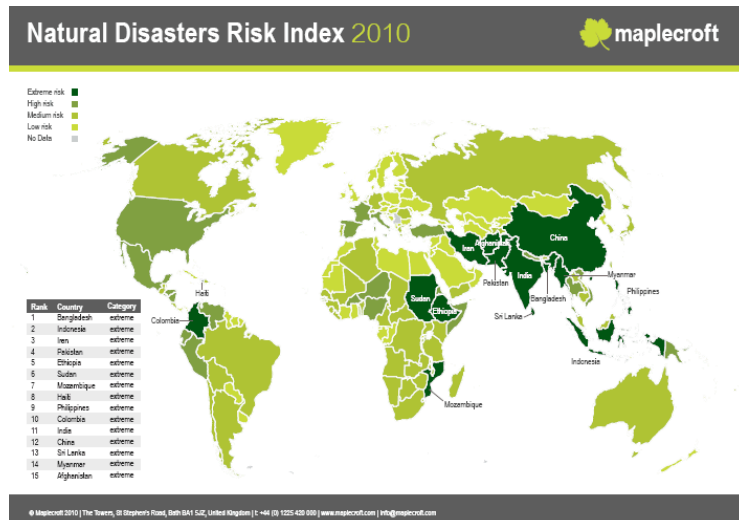 Natural Disasters Risk Index 2010
maplecroft
Extreme risk
High risk
Medium risk
Low risk
No Data
China
Iran
Afghanistan
India
Pakistan
Myanmar
Bangladesh
Philippines
Sri Lanka
Sudan
Ethiopia
Haiti
Colombia
Indonesia
Mozambique
Rank Country Category
1 Bangladesh extreme
2 Indonesia extreme
3 Iran extreme
4 Pakistan extreme
5 Ethiopia extreme
6 Sudan extreme
7 Mozambique extreme
8 Haiti extreme
9 Philippines extreme
10 Colombia extreme
11 India extreme
12 China extreme
13 Sri Lanka extreme
14 Myanmar extreme
15 Afghanistan extreme
© Maplecroft 2010 | The Towers, St Stephen's Road, Bath BA1 5JZ, United Kingdom | t: +44 (0) 1225 420 000 | www.maplecroft.com | info@maplecroft.com